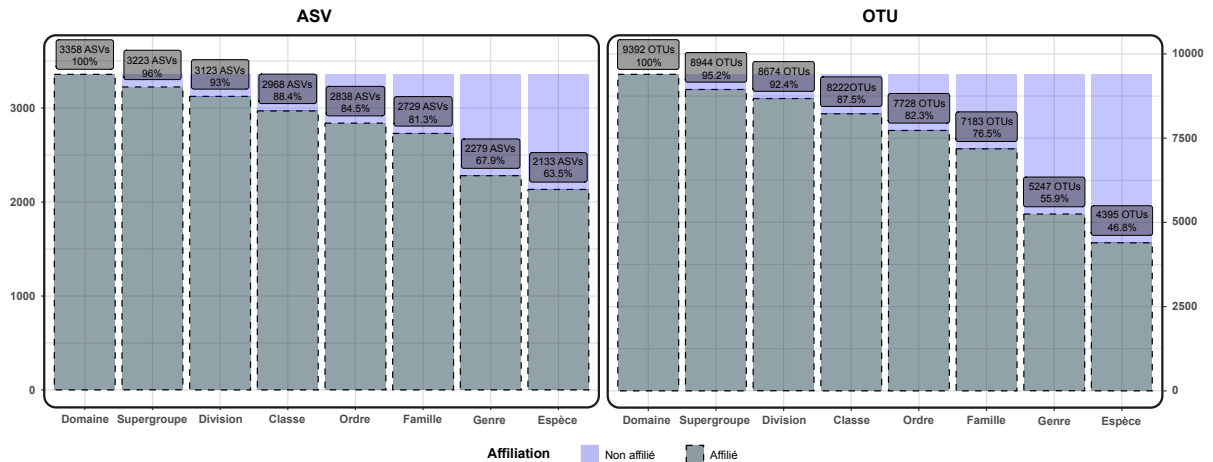 ASV
OTU
3358 ASVs
100%
3223 ASVs
96%
3123 ASVs
93%
2968 ASVs
88.4%
2838 ASVs
84.5%
2729 ASVs
81.3%
2279 ASVs
67.9%
2133 ASVs
63.5%
9392 OTUs
100%
8944 OTUs
95.2%
8674 OTUs
92.4%
8222OTUs
87.5%
7728 OTUs
82.3%
7183 OTUs
76.5%
5247 OTUs
55.9%
4395 OTUs
46.8%
3000
2000
1000
0
10000
7500
5000
2500
0
Domaine Supergroupe Division Classe Ordre Famille Genre Espèce
Domaine Supergroupe Division Classe Ordre Famille Genre Espèce
Affiliation Non affilié Affilié